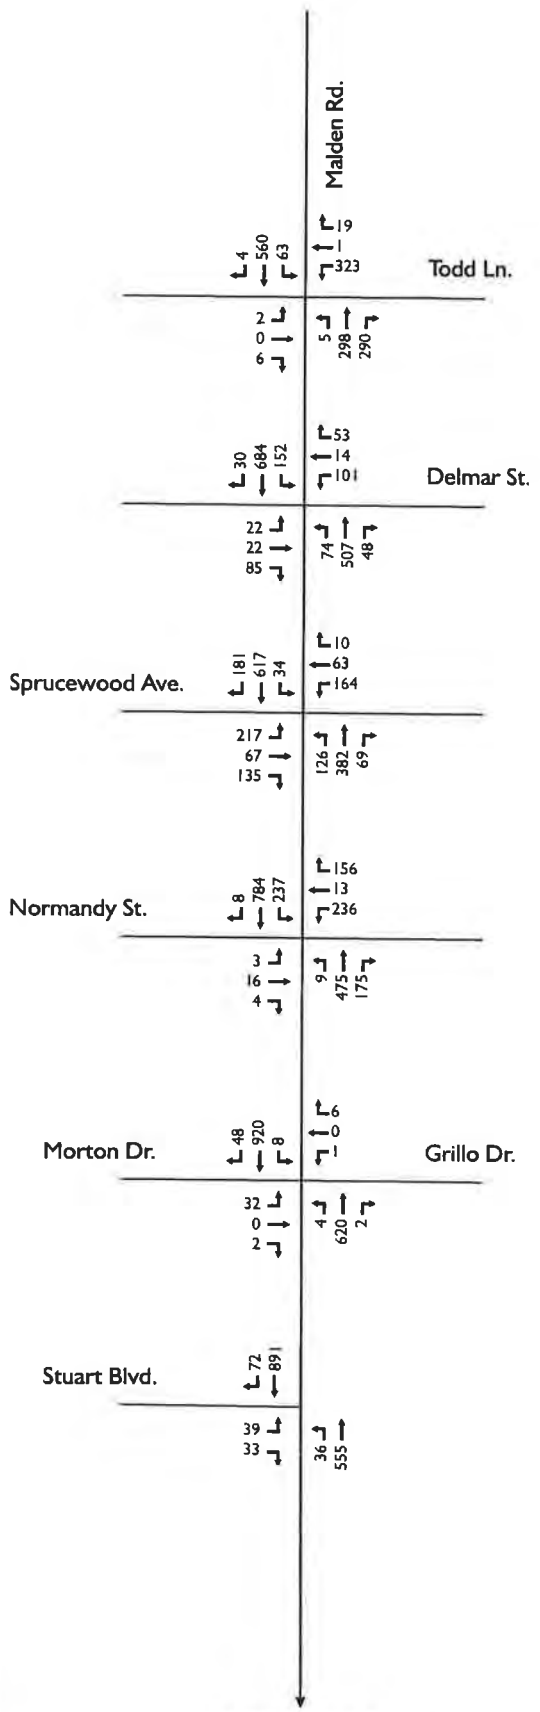 Malden Rd.
4 560 63
19
1
323
Todd Ln.
2
0
6
5 298 290
30 684 152
53
14
101
Delmar St.
22
22
85
74 507 48
181 617 34
10
63
164
Sprucewood Ave.
217
67
135
126 382 69
8 784 237
156
13
236
Normandy St.
3
16
4
9 475 175
48 920 8
6
0
1
Morton Dr.
Grillo Dr.
32
0
2
4 620 2
72 891
Stuart Blvd.
39
33
36 555